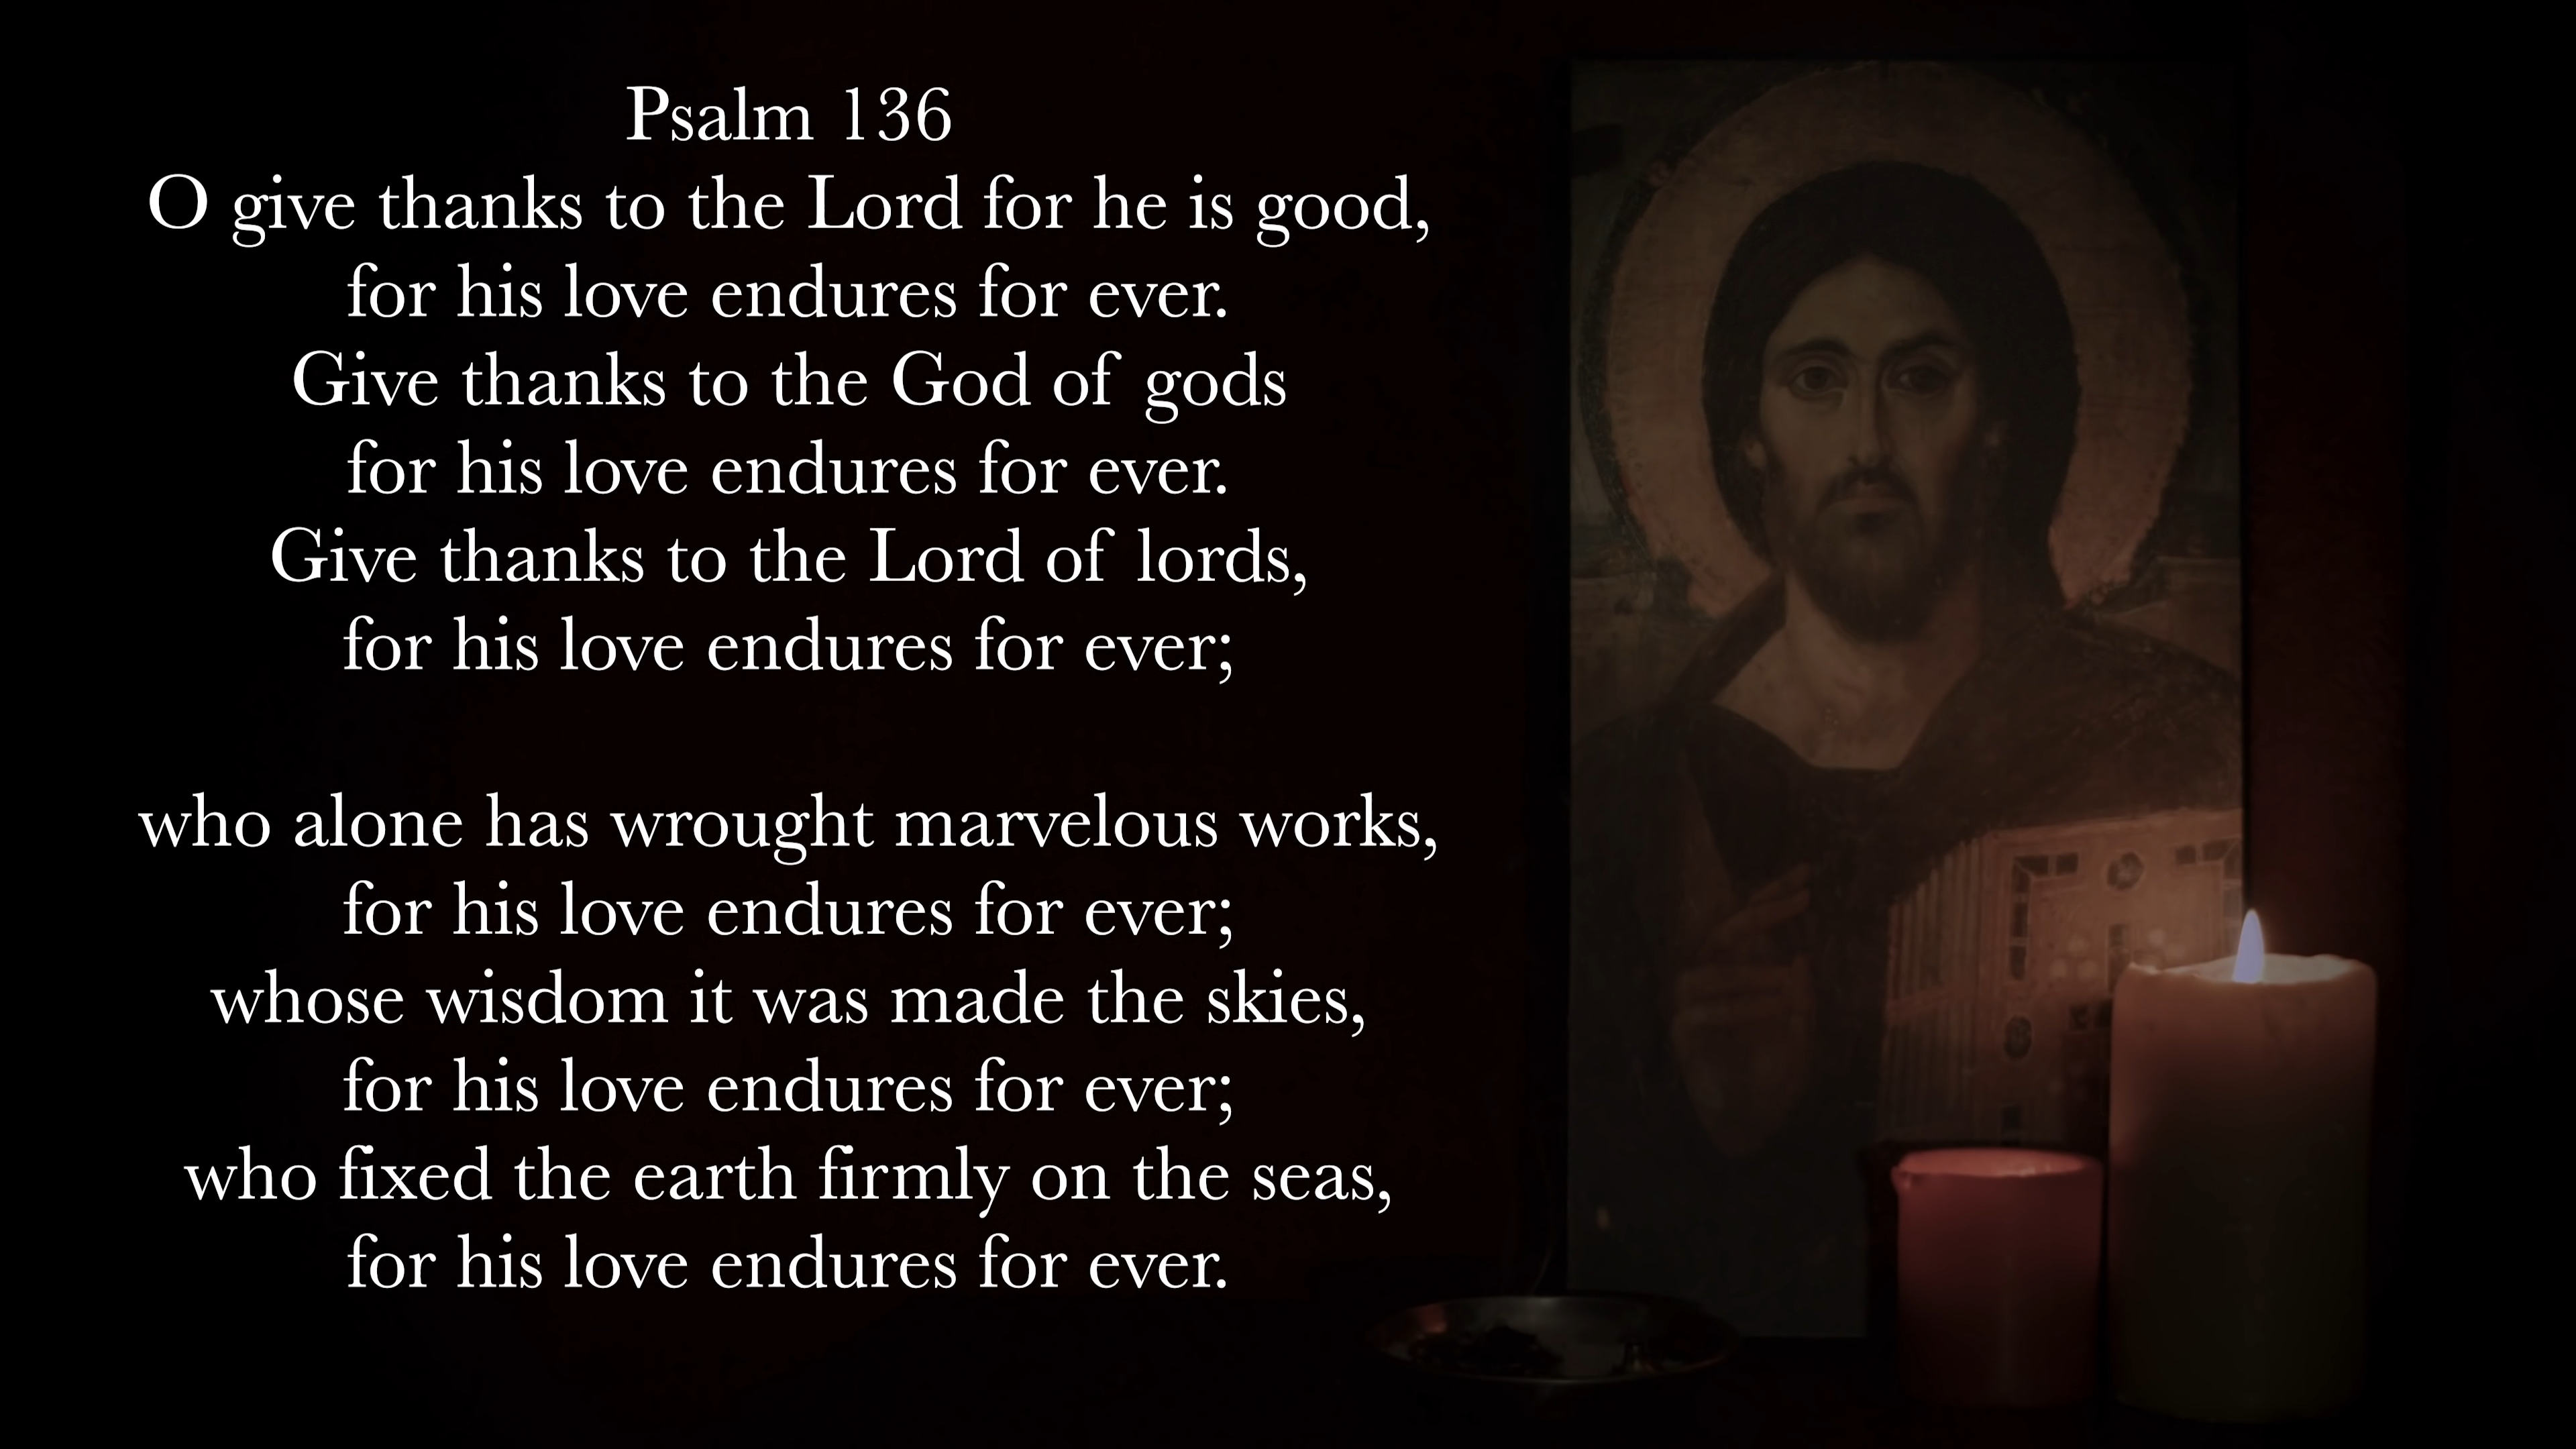 Psalm 136
O give thanks to the Lord for he is good,
for his love endures for ever.
Give thanks to the God of gods
for his love endures for ever.
Give thanks to the Lord of lords,
for his love endures for ever;
who alone has wrought marvelous works,
for his love endures for ever;
whose wisdom it was made the skies,
for his love endures for ever;
who fixed the earth firmly on the seas,
for his love endures for ever.